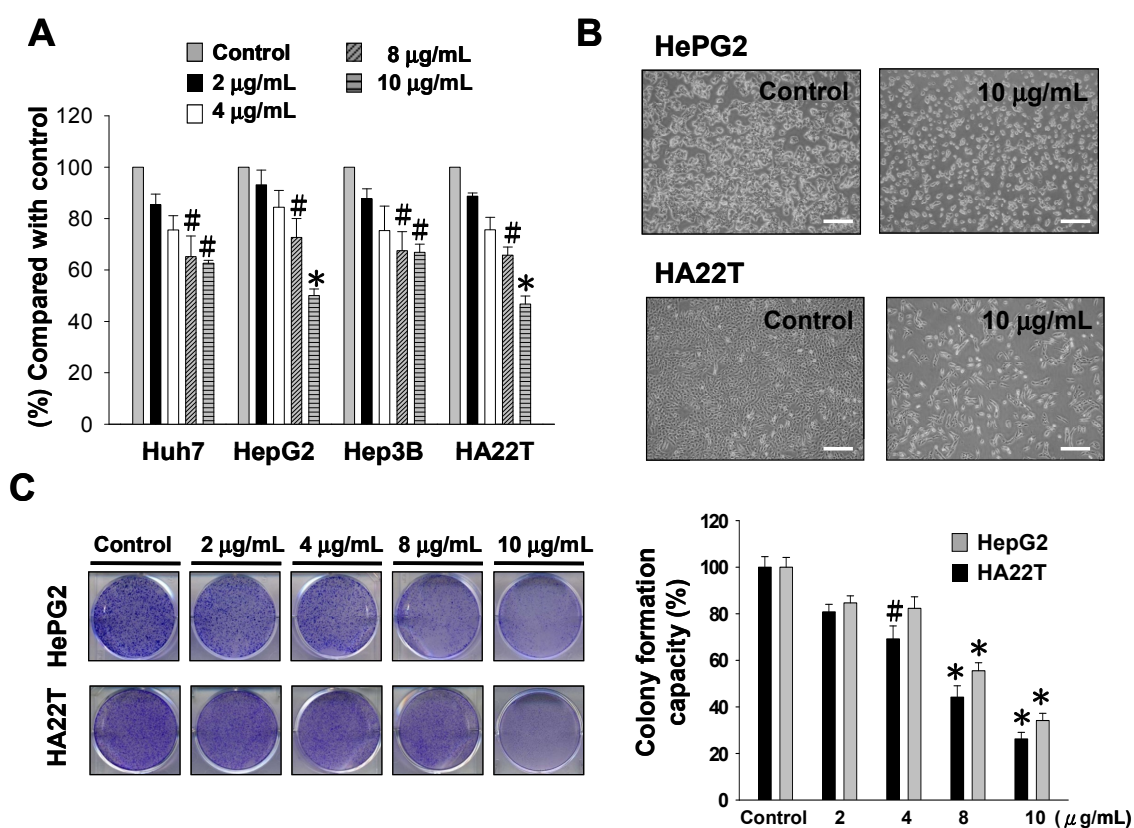 A
Control
2 μg/mL
4 μg/mL
8 μg/mL
10 μg/mL
(%) Compared with control
120
100
80
60
40
20
0
#
#
#
*
#
#
#
*
Huh7 HepG2 Hep3B HA22T
B
HePG2
Control
10 μg/mL
HA22T
Control
10 μg/mL
C
Control 2 μg/mL 4 μg/mL 8 μg/mL 10 μg/mL
HePG2
HA22T
Colony formation
capacity (%)
120
100
80
60
40
20
0
HepG2
HA22T
#
*
*
*
*
Control 2 4 8 10 (μg/mL)